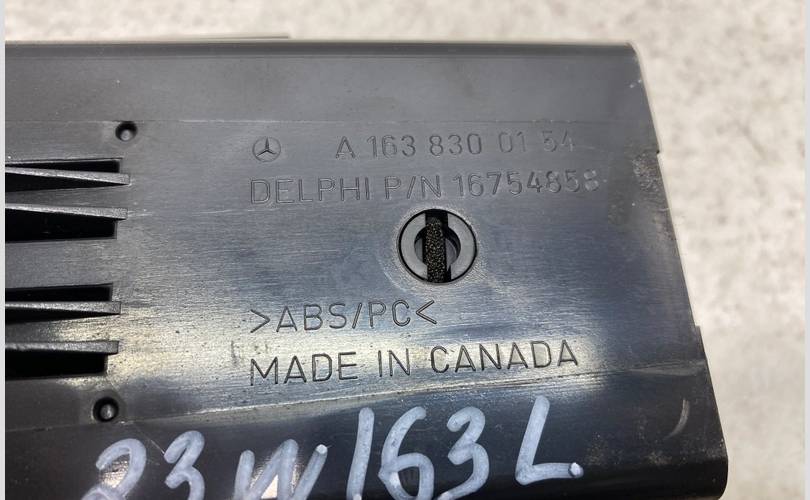 A 163 830 01 54
DELPHI P/N 16754858
>ABS/PC<
MADE IN CANADA
23W163L